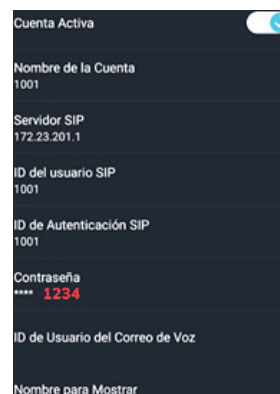 Cuenta Activa
Nombre de la Cuenta
1001
Servidor SIP
172.23.201.1
ID del usuario SIP
1001
ID de Autenticación SIP
1001
Contraseña
**** 1234
ID de Usuario del Correo de Voz
Nombre para Mostrar